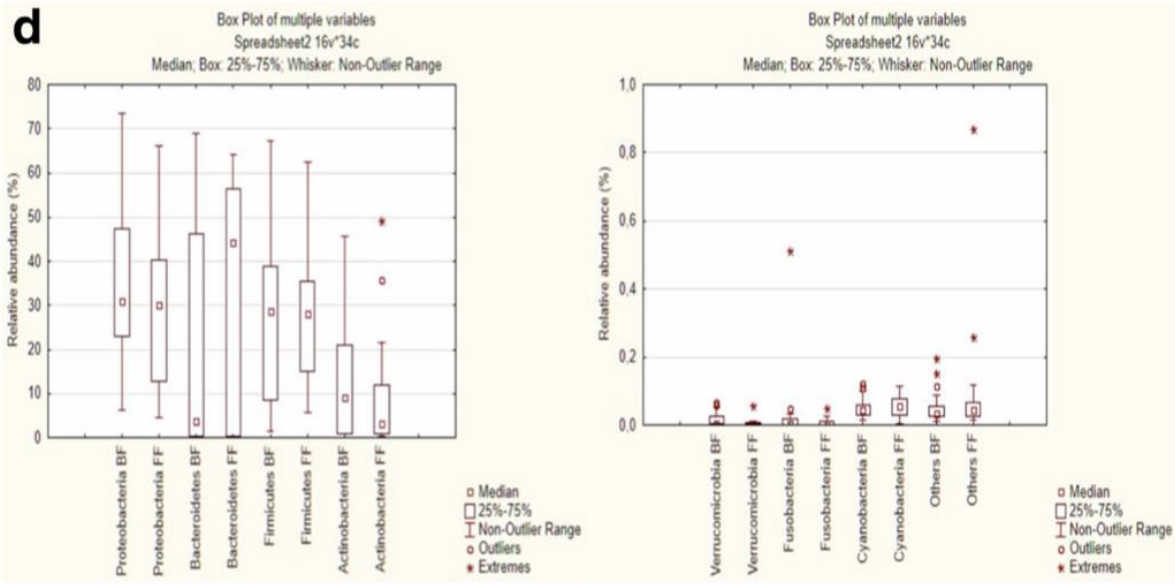 d
Box Plot of multiple variables
Spreadsheet2 16v*34c
Median; Box: 25%-75%; Whisker: Non-Outlier Range
Relative abundance (%)
80
70
60
50
40
30
20
10
0
Proteobacteria BF
Proteobacteria FF
Bacteroidetes BF
Bacteroidetes FF
Firmicutes BF
Firmicutes FF
Actinobacteria BF
Actinobacteria FF
Median
25%-75%
Non-Outlier Range
Outliers
Extremes
Box Plot of multiple variables
Spreadsheet2 16v*34c
Median; Box: 25%-75%; Whisker: Non-Outlier Range
Relative abundance (%)
1,0
0,8
0,6
0,4
0,2
0,0
Verrucomicrobia BF
Verrucomicrobia FF
Fusobacteria BF
Fusobacteria FF
Cyanobacteria BF
Cyanobacteria FF
Others BF
Others FF
Median
25%-75%
Non-Outlier Range
Outliers
Extremes